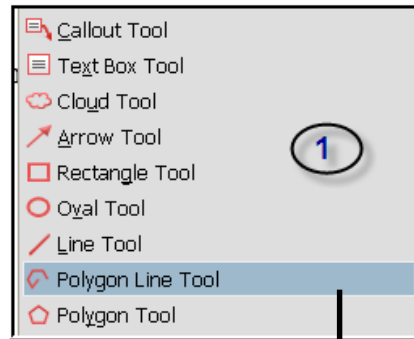 Callout Tool
Text Box Tool
Cloud Tool
Arrow Tool
1
Rectangle Tool
Oval Tool
Line Tool
Polygon Line Tool
Polygon Tool